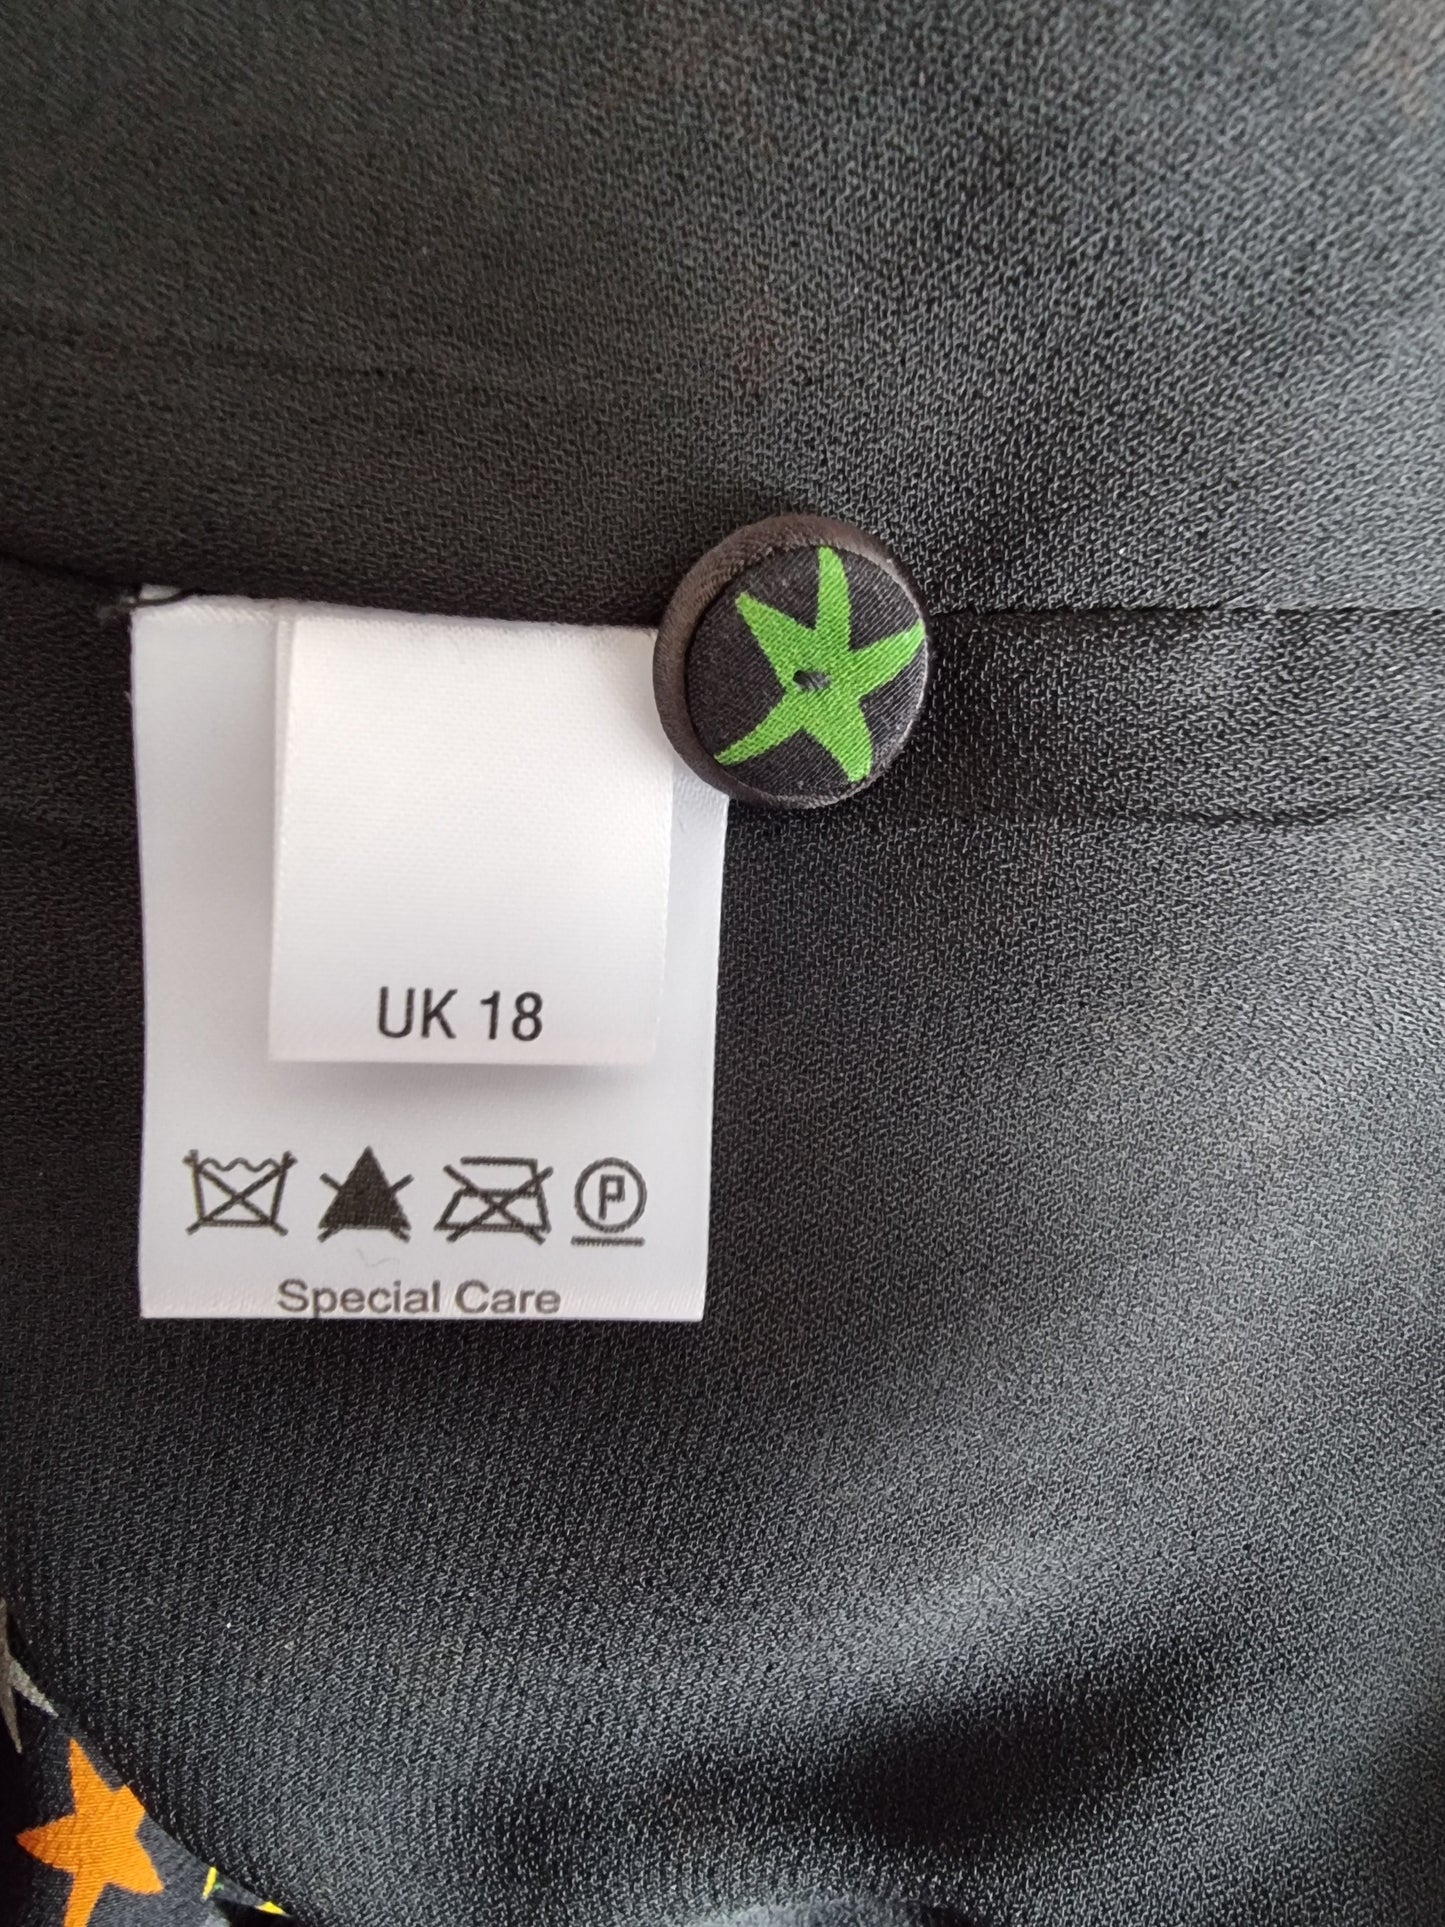 UK 18
P
Special Care